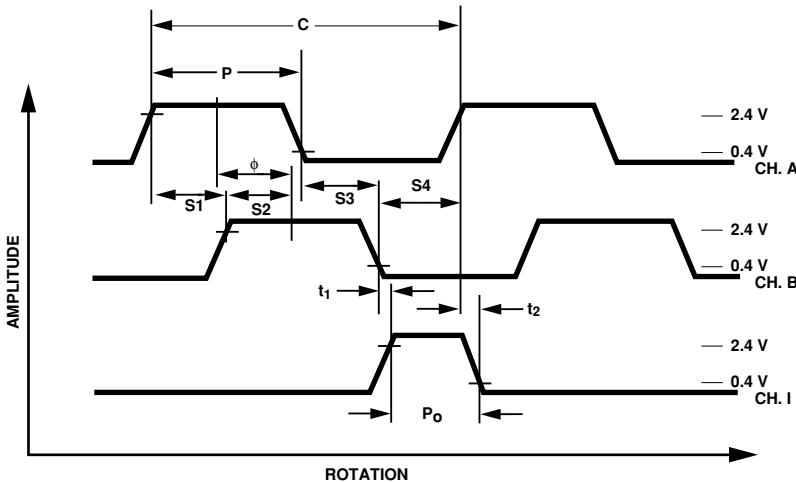 C
P
2.4 V
0.4 V
CH. A
ϕ
S1
S2
S3
S4
2.4 V
0.4 V
CH. B
AMPLITUDE
t1
t2
2.4 V
0.4 V
CH. I
Po
ROTATION